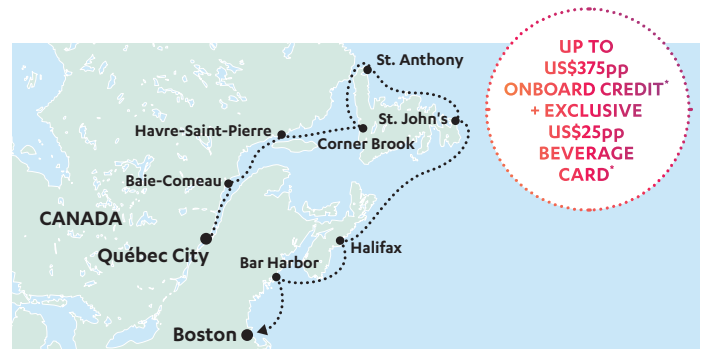 UP TO
US$375pp
ONBOARD CREDIT*
+ EXCLUSIVE
US$25pp
BEVERAGE
CARD*
St. Anthony
St. John's
Havre-Saint-Pierre
Corner Brook
Baie-Comeau
CANADA
Québec City
Halifax
Bar Harbor
Boston